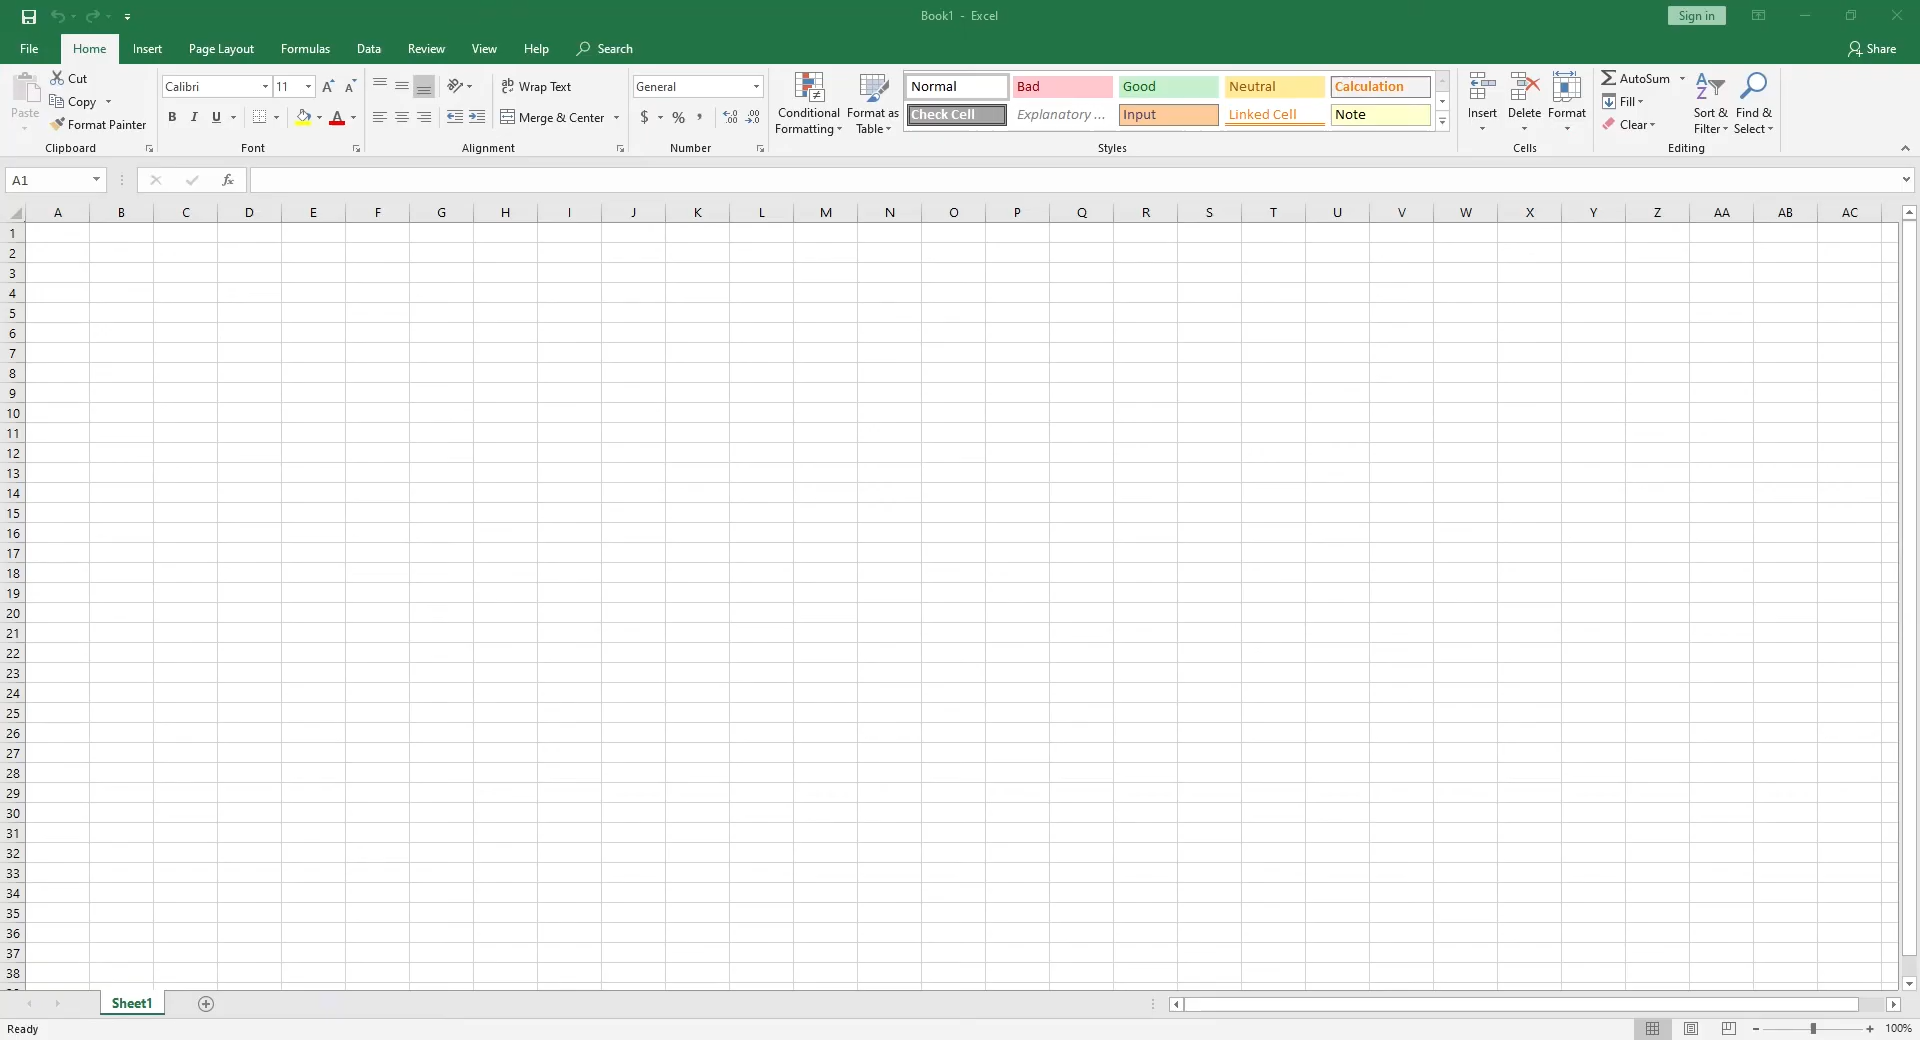 Book1 - Excel
Sign in
File Home Insert Page Layout Formulas Data Review View Help Search Share
Paste
Cut
Copy
Format Painter
Clipboard
Calibri 11
B I U
Font
Wrap Text
Merge & Center
Alignment
General
$ % ,
Number
Conditional Formatting
Format as Table
Normal Bad Good Neutral Calculation
Check Cell Explanatory ... Input Linked Cell Note
Styles
Insert Delete Format
Cells
AutoSum
Fill
Clear
Sort & Filter
Find & Select
Editing
A1 fx
A B C D E F G H I J K L M N O P Q R S T U V W X Y Z AA AB AC
1
2
3
4
5
6
7
8
9
10
11
12
13
14
15
16
17
18
19
20
21
22
23
24
25
26
27
28
29
30
31
32
33
34
35
36
37
38
Sheet1
Ready
100%